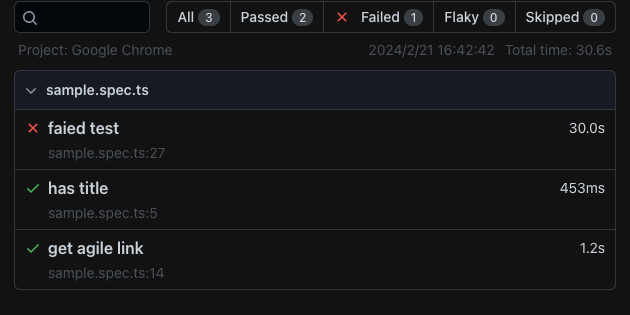 All 3 Passed 2 Failed 1 Flaky 0 Skipped 0
Project: Google Chrome 2024/2/21 16:42:42 Total time: 30.6s
sample.spec.ts
faied test 30.0s
sample.spec.ts:27
has title 453ms
sample.spec.ts:5
get agile link 1.2s
sample.spec.ts:14